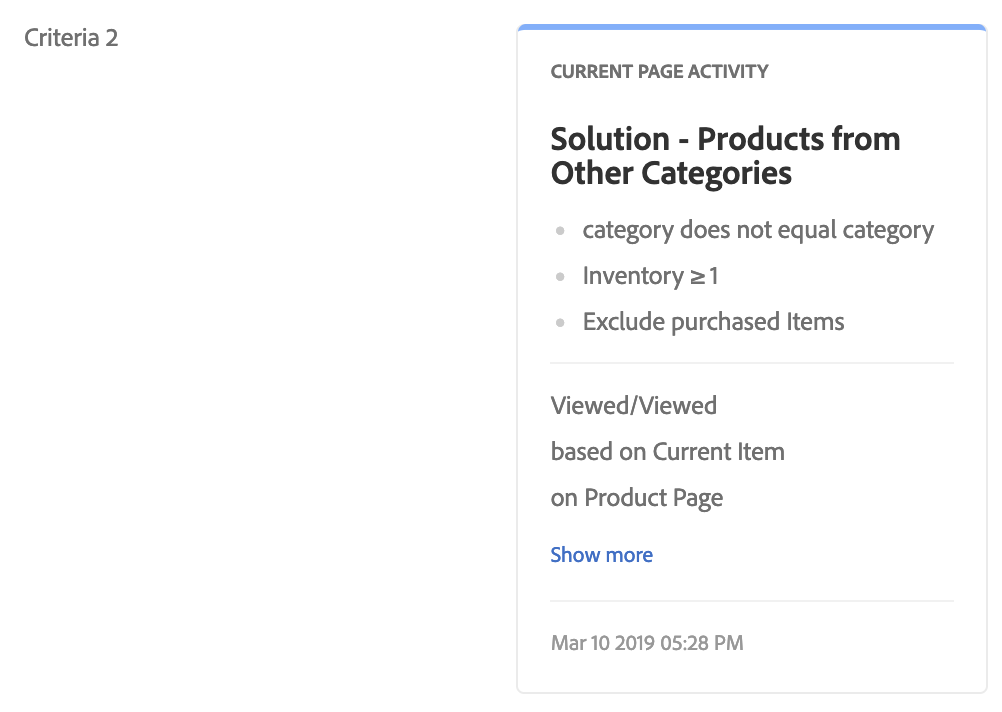 Criteria 2
CURRENT PAGE ACTIVITY
Solution - Products from
Other Categories
category does not equal category
Inventory ≥ 1
Exclude purchased Items
Viewed/Viewed
based on Current Item
on Product Page
Show more
Mar 10 2019 05:28 PM